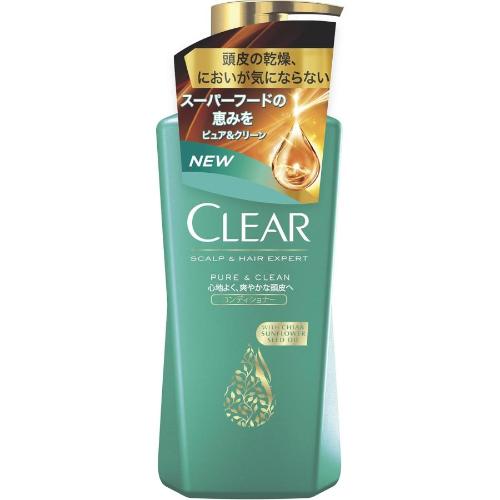 頭皮の乾燥、
においが気にならない
スーパーフードの
恵みを
ピュア&クリーン
NEW
CLEAR
SCALP & HAIR EXPERT
PURE & CLEAN
心地よく、爽やかな頭皮へ
コンディショナー
WITH CHIA &
SUNFLOWER
SEED OIL